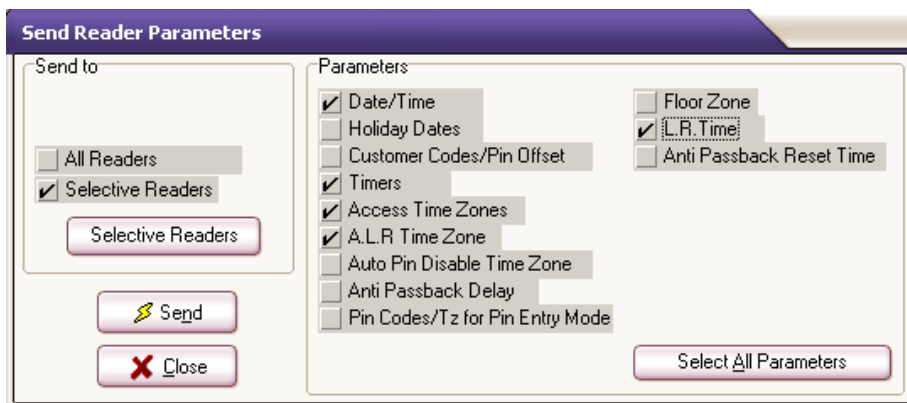 Send Reader Parameters
Send to
All Readers
Selective Readers
Selective Readers
Send
Close
Parameters
Date/Time
Holiday Dates
Customer Codes/Pin Offset
Timers
Access Time Zones
A.L.R Time Zone
Auto Pin Disable Time Zone
Anti Passback Delay
Pin Codes/Tz for Pin Entry Mode
Floor Zone
L.R.Time
Anti Passback Reset Time
Select All Parameters